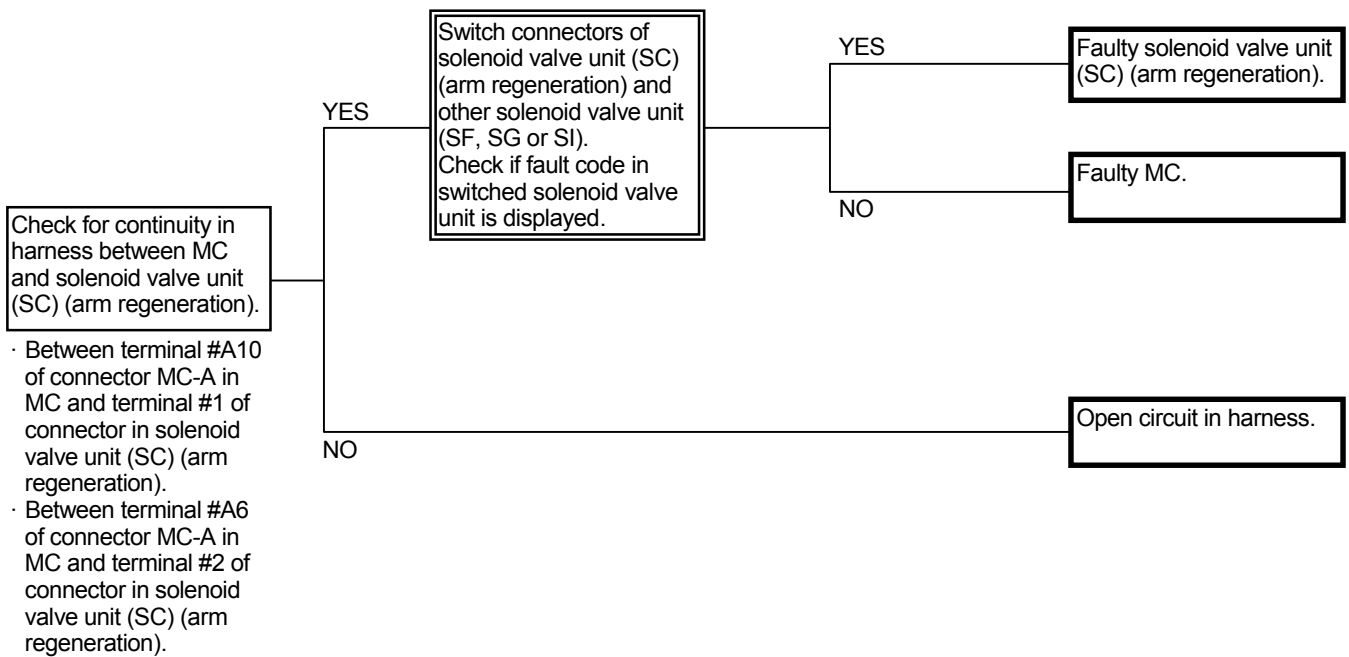 Check for continuity in
harness between MC
and solenoid valve unit
(SC) (arm regeneration).
· Between terminal #A10
of connector MC-A in
MC and terminal #1 of
connector in solenoid
valve unit (SC) (arm
regeneration).
· Between terminal #A6
of connector MC-A in
MC and terminal #2 of
connector in solenoid
valve unit (SC) (arm
regeneration).
YES
Switch connectors of
solenoid valve unit (SC)
(arm regeneration) and
other solenoid valve unit
(SF, SG or SI).
Check if fault code in
switched solenoid valve
unit is displayed.
YES
Faulty solenoid valve unit
(SC) (arm regeneration).
NO
Faulty MC.
NO
Open circuit in harness.